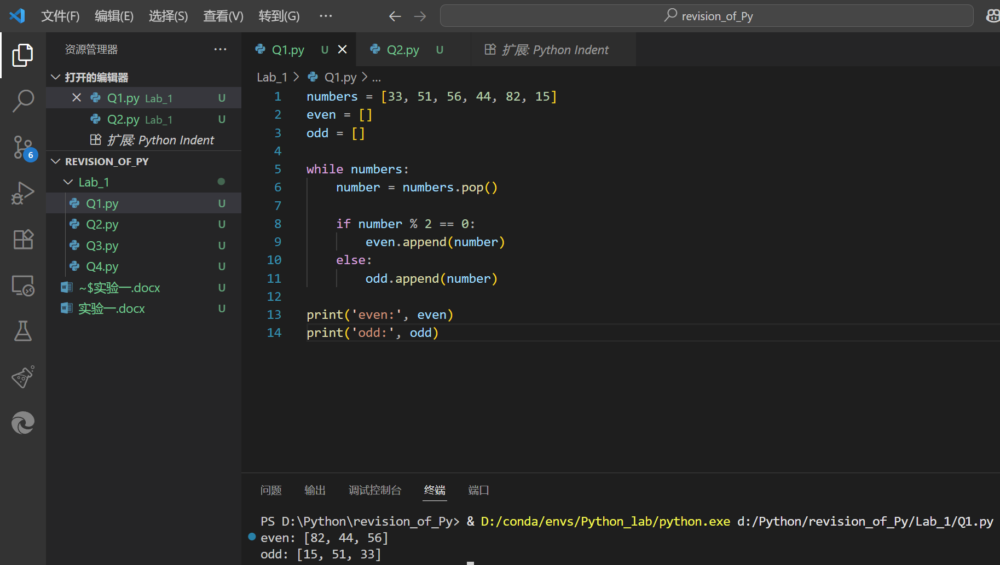 文件(F) 编辑(E) 选择(S) 查看(V) 转到(G) ··· revision_of_Py
资源管理器 ···
打开的编辑器
Q1.py Lab_1 U
Q2.py Lab_1 U
扩展: Python Indent
6
REVISION_OF_PY
Lab_1
Q1.py U
Q2.py U
Q3.py U
Q4.py U
~$实验一.docx U
实验一.docx U
Q1.py U Q2.py U 扩展: Python Indent
Lab_1 > Q1.py > ...
1 numbers = [33, 51, 56, 44, 82, 15]
2 even = []
3 odd = []
4
5 while numbers:
6     number = numbers.pop()
7
8     if number % 2 == 0:
9         even.append(number)
10     else:
11         odd.append(number)
12
13 print('even:', even)
14 print('odd:', odd)
问题 输出 调试控制台 终端 端口
PS D:\Python\revision_of_Py> & D:/conda/envs/Python_lab/python.exe d:/Python/revision_of_Py/Lab_1/Q1.py
even: [82, 44, 56]
odd: [15, 51, 33]